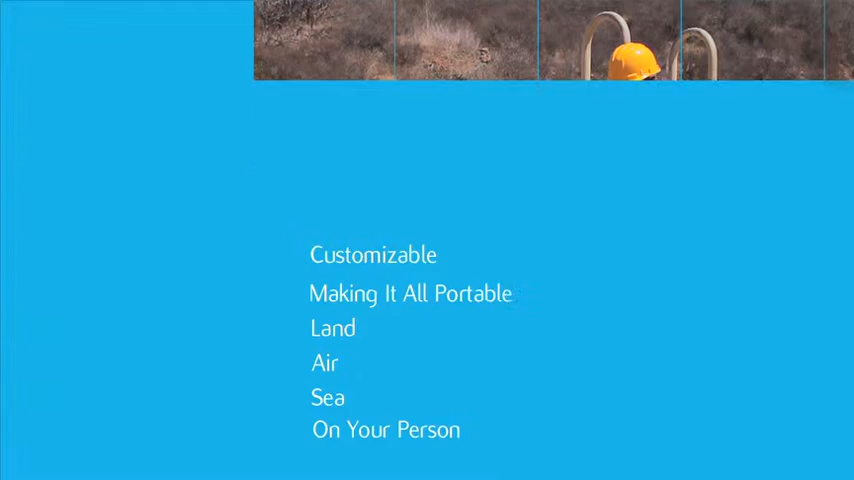 Customizable
Making It All Portable
Land
Air
Sea
On Your Person